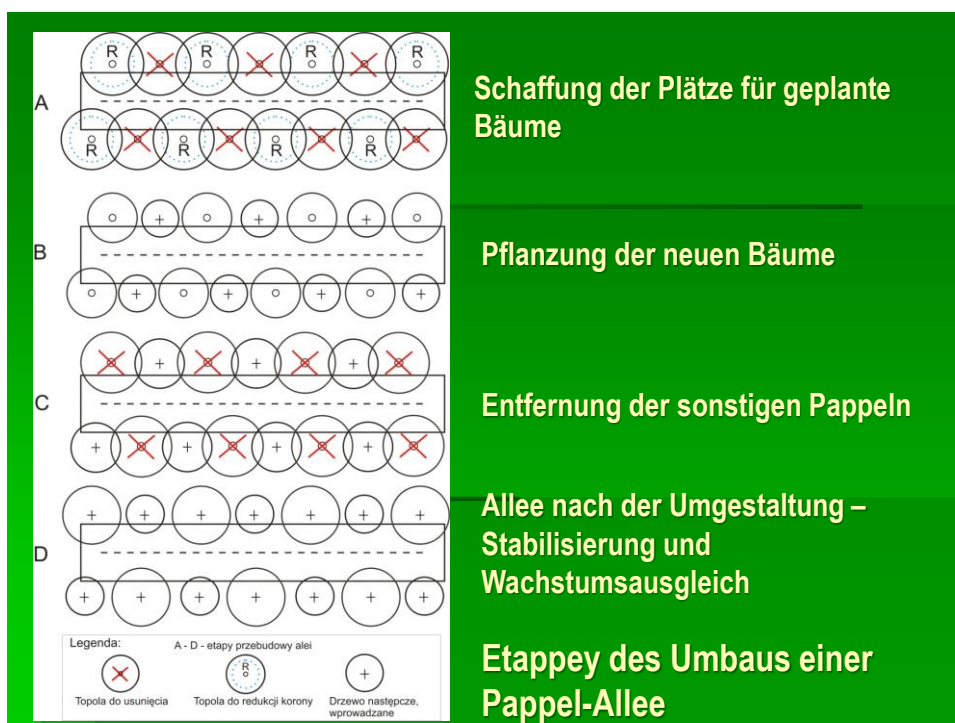 R R R R
A
R R R R
Schaffung der Plätze für geplante
Bäume
B
Pflanzung der neuen Bäume
C
Entfernung der sonstigen Pappeln
D
Allee nach der Umgestaltung –
Stabilisierung und
Wachstumsausgleich
Legenda:
A - D - etapy przebudowy alei
R
Topola do usunięcia
Topola do redukcji korony
Drzewo następcze,
wprowadzane
Etappey des Umbaus einer
Pappel-Allee